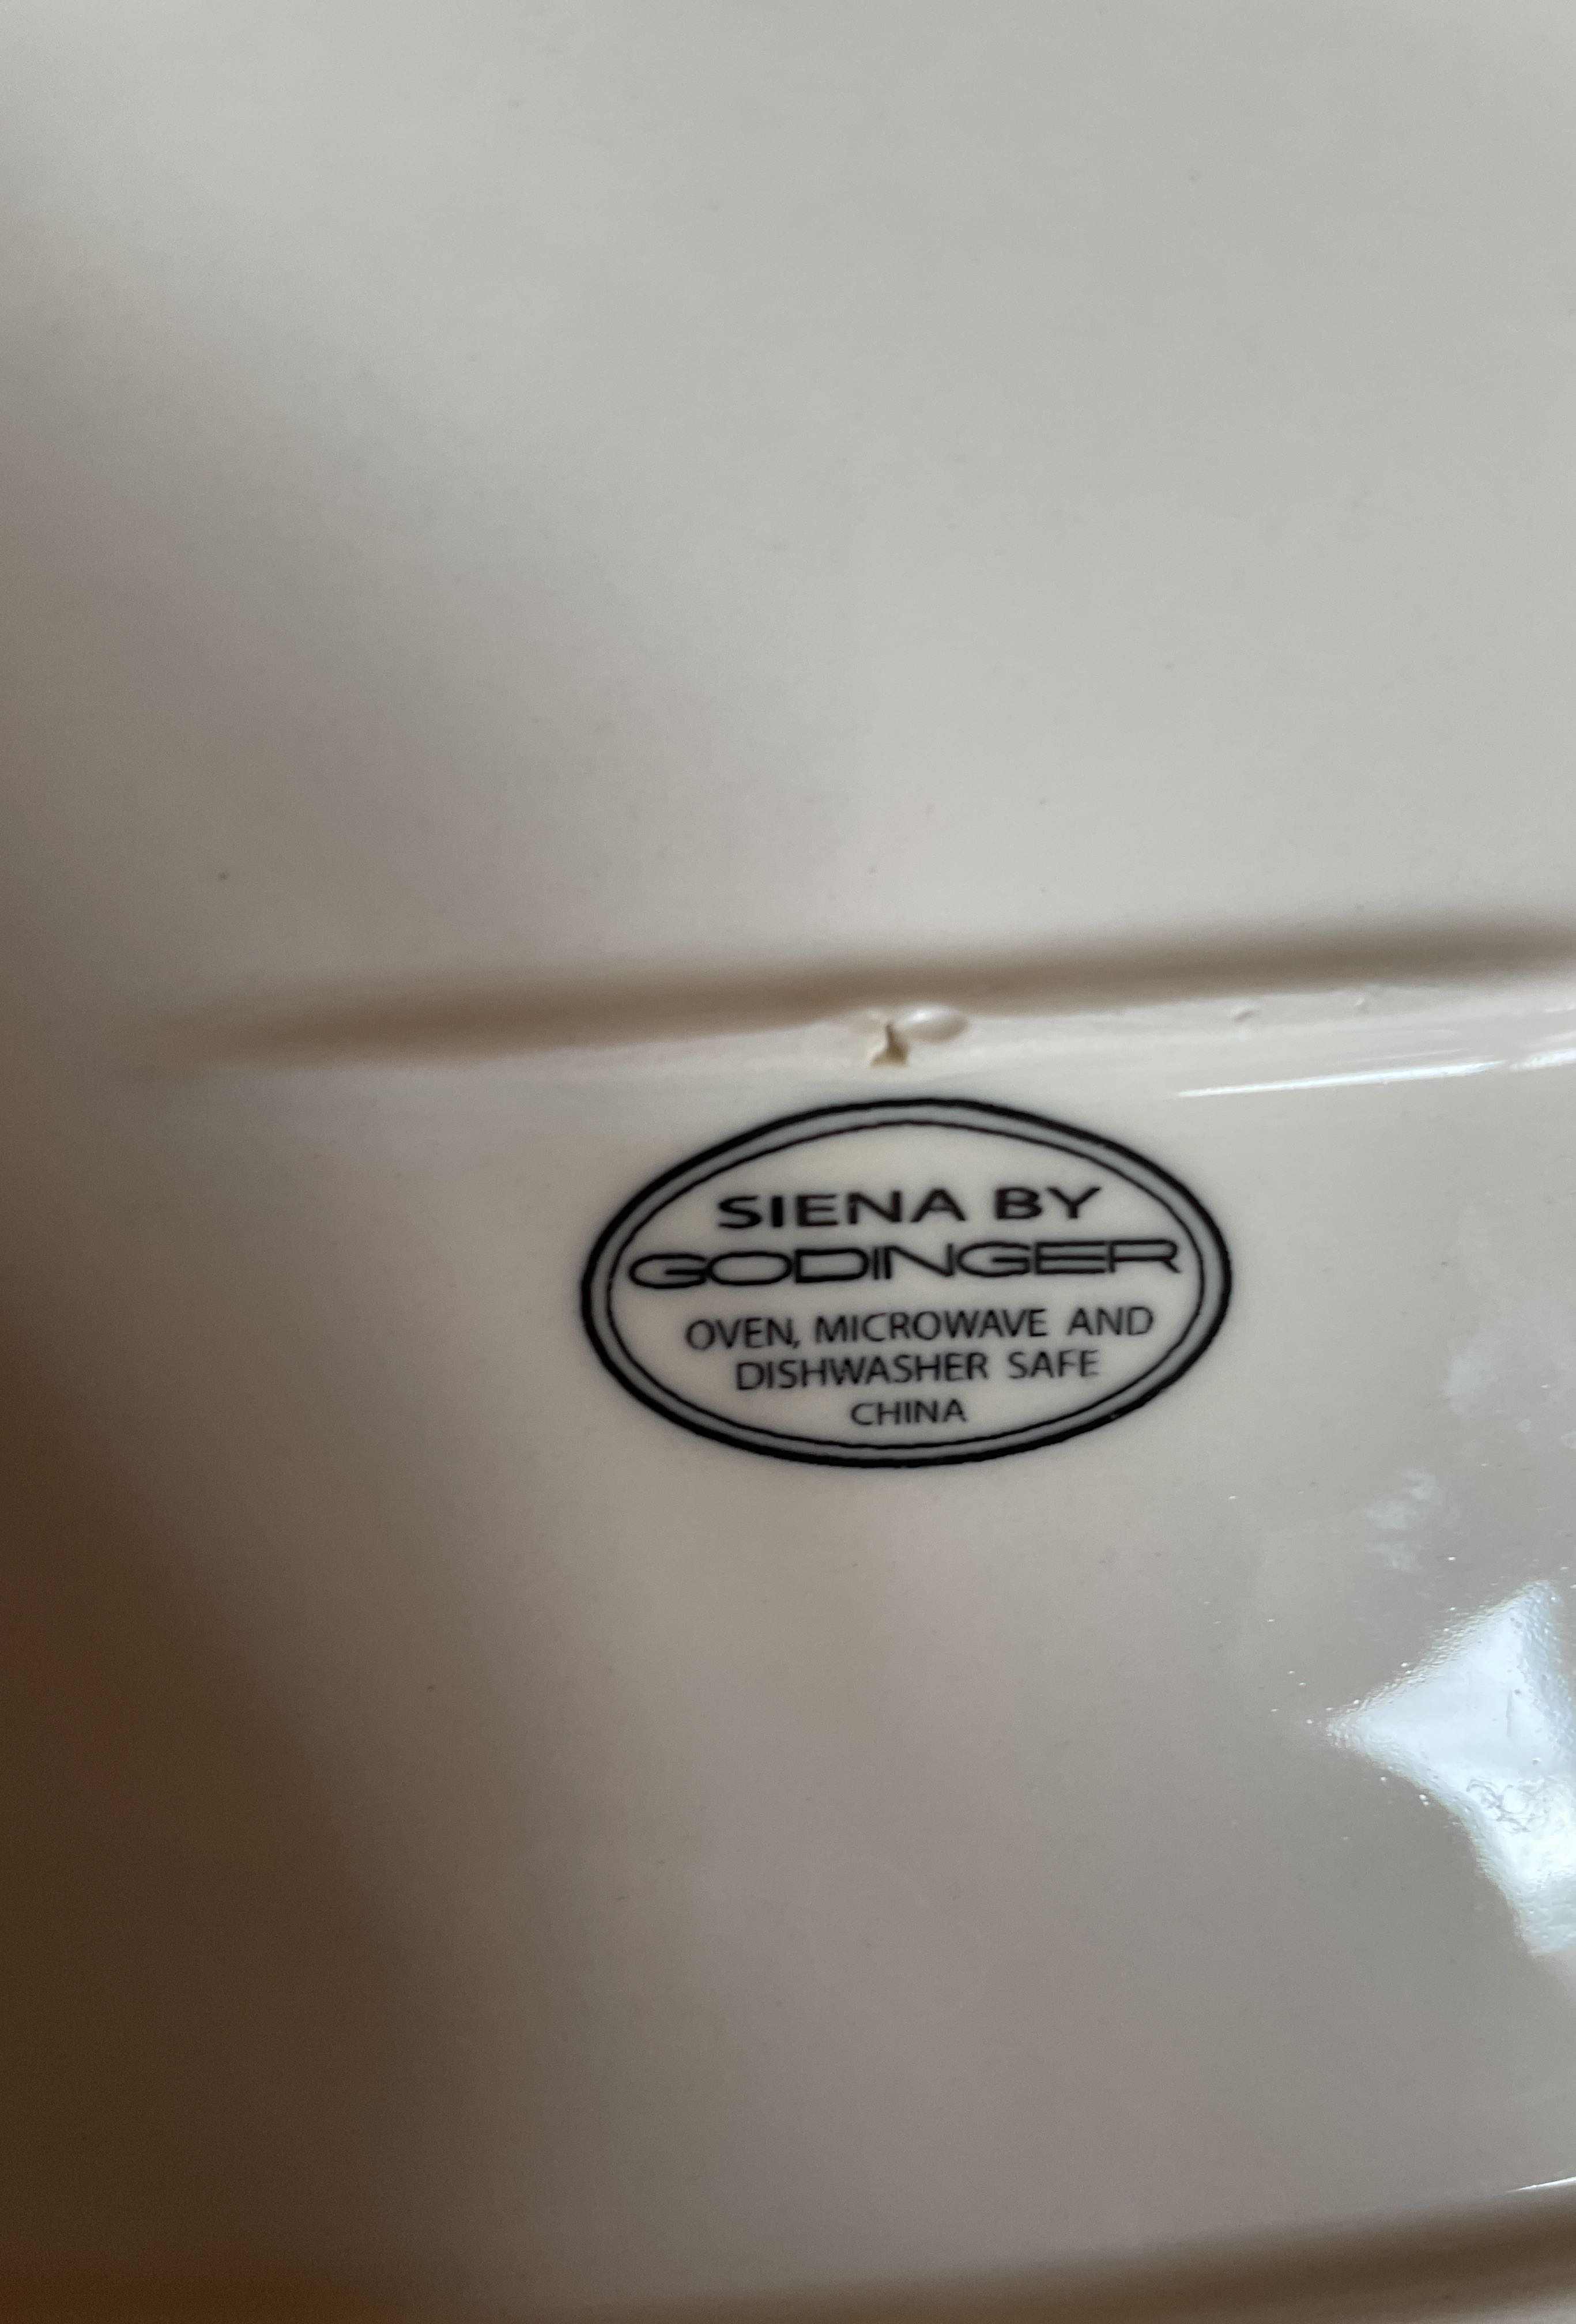 SIENA BY
GODINGER
OVEN, MICROWAVE AND
DISHWASHER SAFE
CHINA